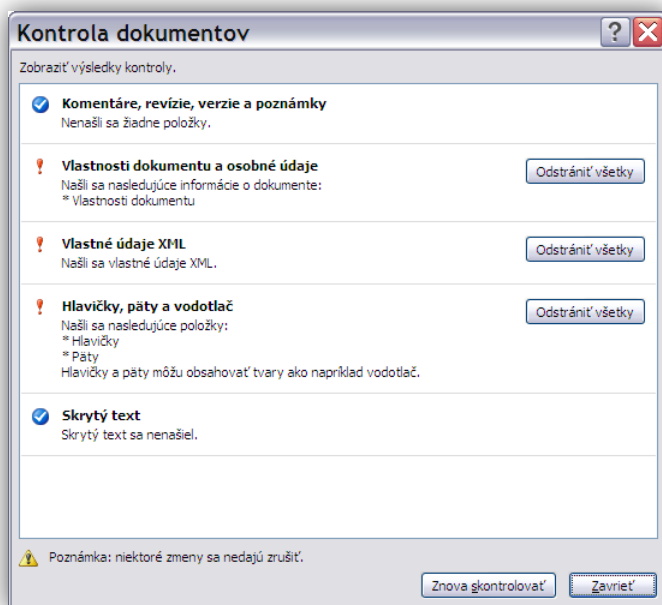 Kontrola dokumentov
Zobraziť výsledky kontroly.
Komentáre, revízie, verzie a poznámky
Nenašli sa žiadne položky.
Vlastnosti dokumentu a osobné údaje
Odstrániť všetky
Našli sa nasledujúce informácie o dokumente:
* Vlastnosti dokumentu
Vlastné údaje XML
Odstrániť všetky
Našli sa vlastné údaje XML.
Hlavičky, päty a vodotlač
Odstrániť všetky
Našli sa nasledujúce položky:
* Hlavičky
* Päty
Hlavičky a päty môžu obsahovať tvary ako napríklad vodotlač.
Skrytý text
Skrytý text sa nenašiel.
Poznámka: niektoré zmeny sa nedajú zrušiť.
Znova skontrolovať
Zavrieť